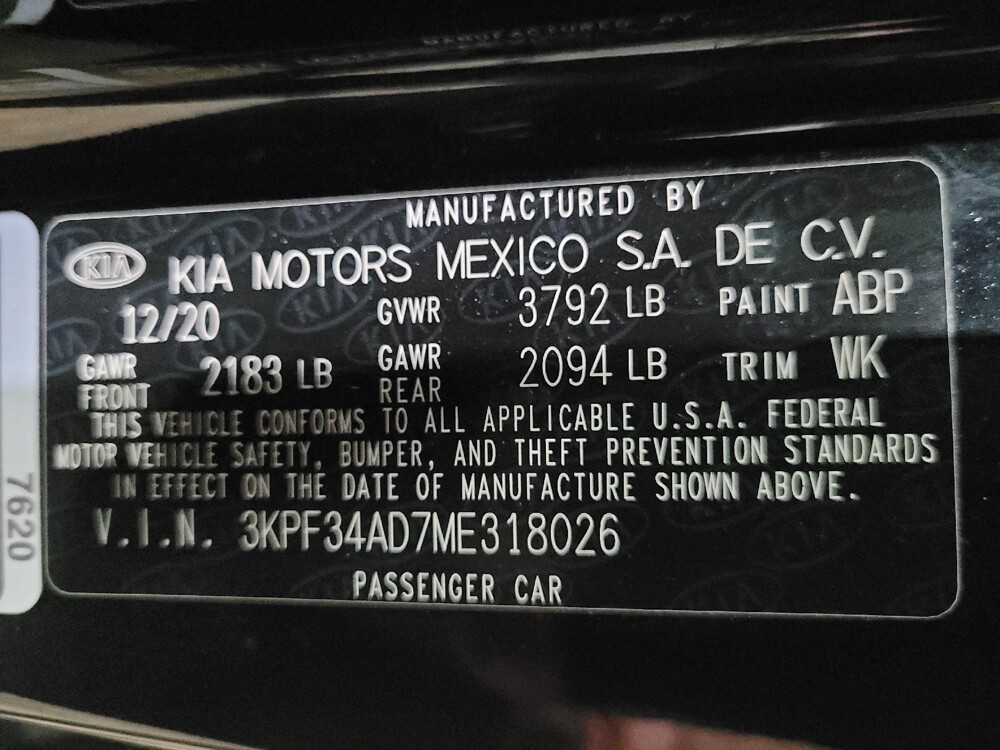 MANUFACTURED BY
KIA KIA MOTORS MEXICO S.A. DE C.V.
12/20 GVWR 3792 LB PAINT ABP
GAWR FRONT 2183 LB GAWR REAR 2094 LB TRIM WK
THIS VEHICLE CONFORMS TO ALL APPLICABLE U.S.A. FEDERAL
MOTOR VEHICLE SAFETY, BUMPER, AND THEFT PREVENTION STANDARDS
IN EFFECT ON THE DATE OF MANUFACTURE SHOWN ABOVE.
V.I.N. 3KPF34AD7ME318026
PASSENGER CAR
7620